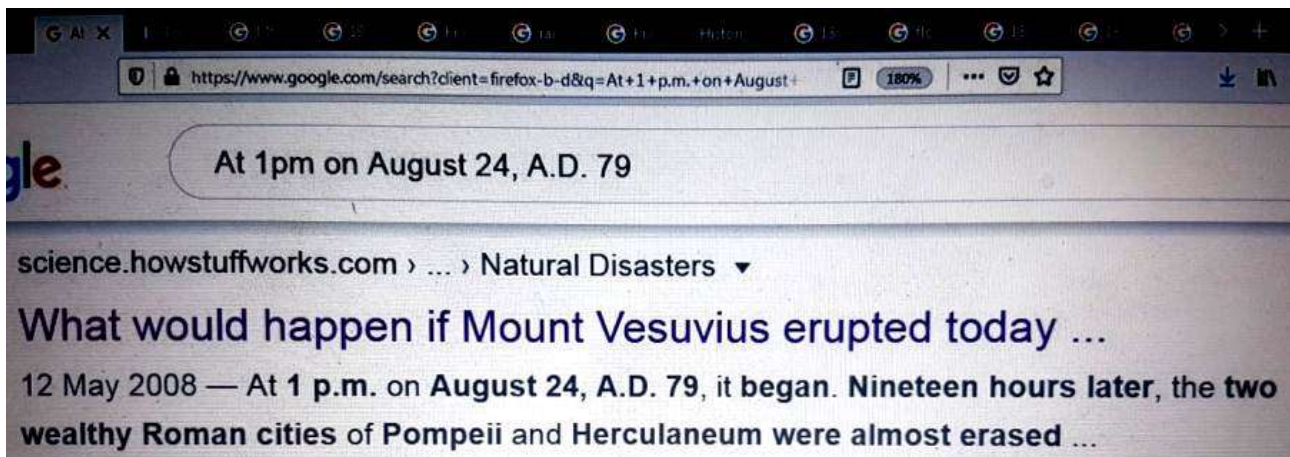 https://www.google.com/search?client=firefox-b-d&q=At+1+p.m.+on+August+
180%
gle
At 1pm on August 24, A.D. 79
science.howstuffworks.com › ... › Natural Disasters
What would happen if Mount Vesuvius erupted today ...
12 May 2008 — At 1 p.m. on August 24, A.D. 79, it began. Nineteen hours later, the two
wealthy Roman cities of Pompeii and Herculaneum were almost erased ...